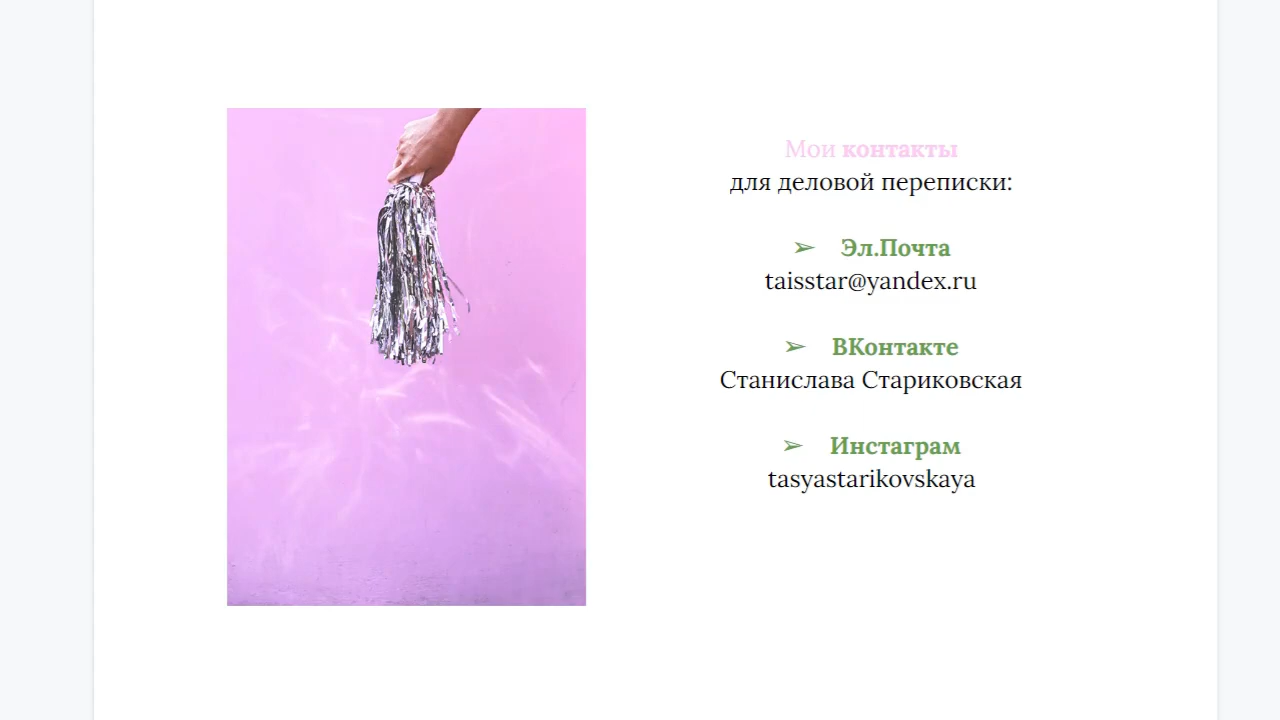 Мои контакты
для деловой переписки:
➢ Эл.Почта
taisstar@yandex.ru
➢ ВКонтакте
Станислава Стариковская
➢ Инстаграм
tasyastarikovskaya